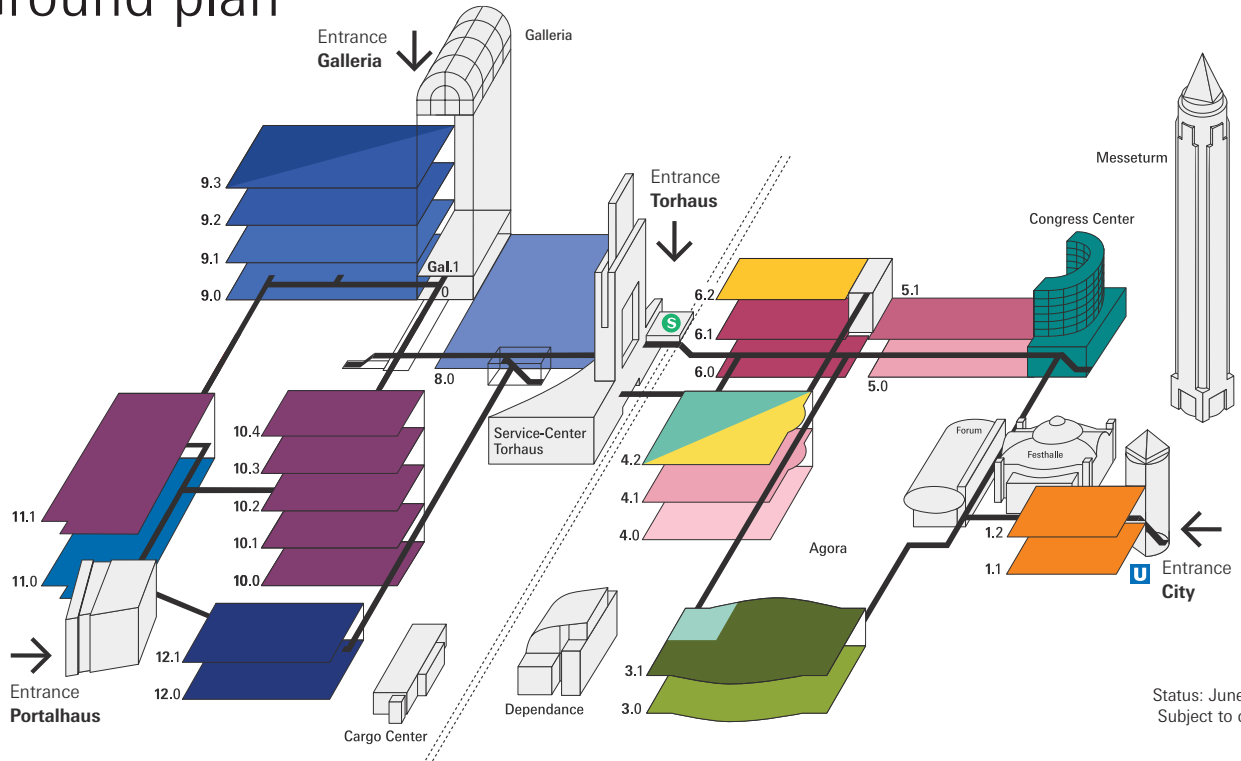 Ground plan
Entrance
Galleria
Galleria
Messeturm
Entrance
Torhaus
Congress Center
9.3
9.2
9.1
9.0
Gal.1
0
8.0
S
6.2
6.1
6.0
5.1
5.0
Service-Center
Torhaus
10.4
10.3
10.2
10.1
10.0
11.1
11.0
4.2
4.1
4.0
Forum
Festhalle
1.2
1.1
Agora
U
Entrance
City
12.1
12.0
Entrance
Portalhaus
Cargo Center
Dependance
3.1
3.0
Status: June
Subject to